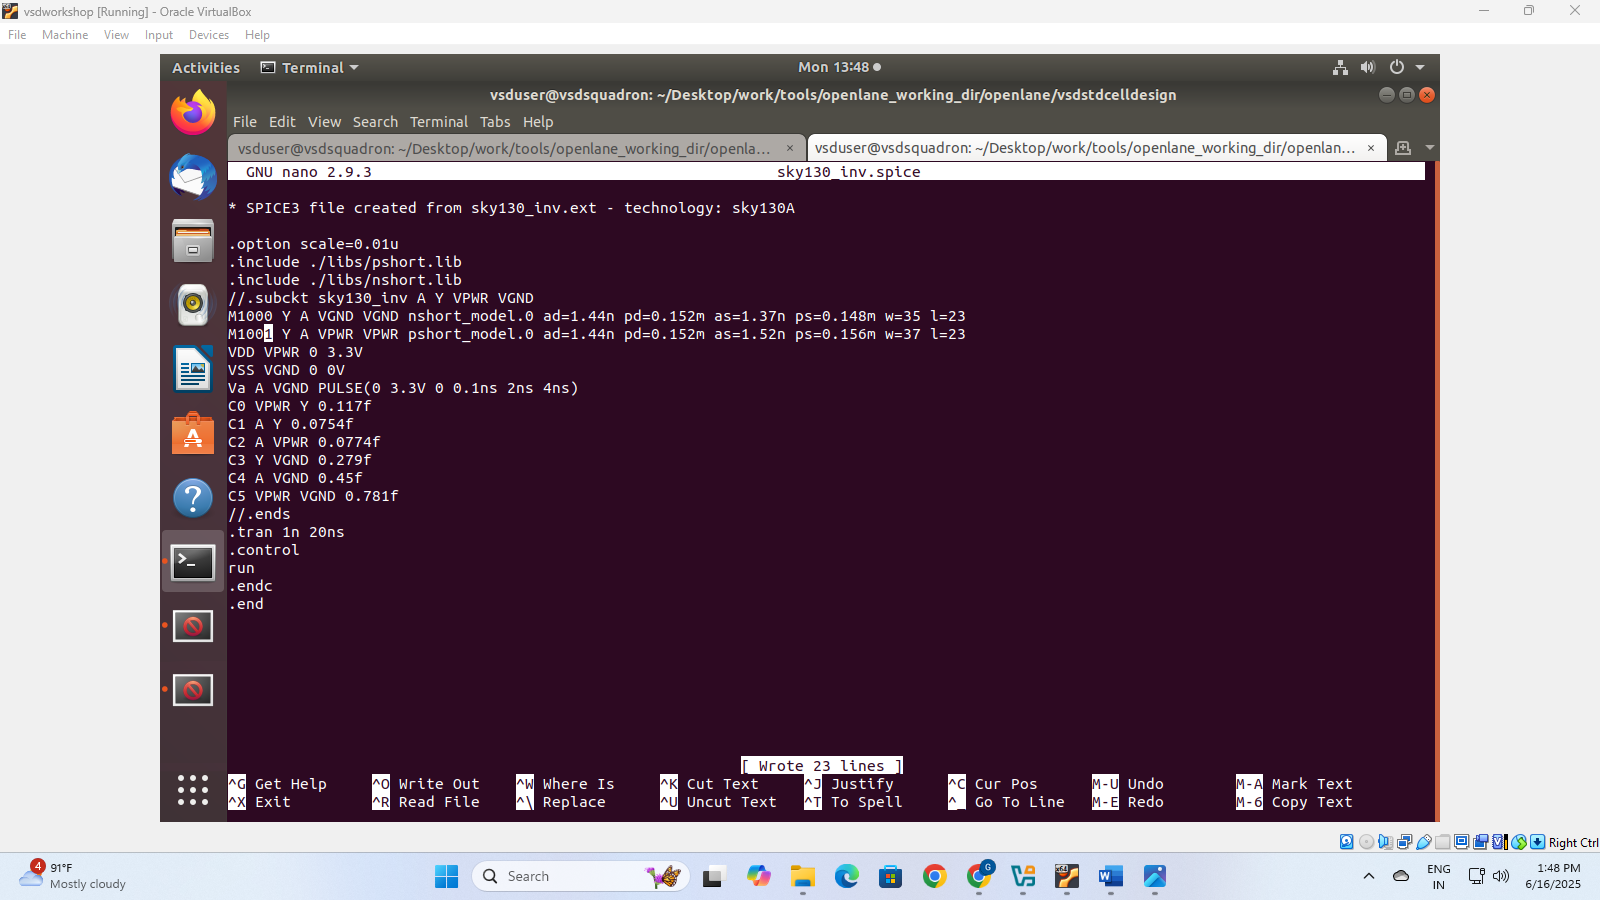 vsdworkshop [Running] - Oracle VirtualBox
File Machine View Input Devices Help
Activities Terminal Mon 13:48
vsduser@vsdsquadron: ~/Desktop/work/tools/openlane_working_dir/openlane/vsdstdcelldesign
File Edit View Search Terminal Tabs Help
vsduser@vsdsquadron: ~/Desktop/work/tools/openlane_working_dir/openla... × vsduser@vsdsquadron: ~/Desktop/work/tools/openlane_working_dir/openlan... ×
GNU nano 2.9.3 sky130_inv.spice
* SPICE3 file created from sky130_inv.ext - technology: sky130A
.option scale=0.01u
.include ./libs/pshort.lib
.include ./libs/nshort.lib
//.subckt sky130_inv A Y VPWR VGND
M1000 Y A VGND VGND nshort_model.0 ad=1.44n pd=0.152m as=1.37n ps=0.148m w=35 l=23
M1001 Y A VPWR VPWR pshort_model.0 ad=1.44n pd=0.152m as=1.52n ps=0.156m w=37 l=23
VDD VPWR 0 3.3V
VSS VGND 0 0V
Va A VGND PULSE(0 3.3V 0 0.1ns 2ns 4ns)
C0 VPWR Y 0.117f
C1 A Y 0.0754f
C2 A VPWR 0.0774f
C3 Y VGND 0.279f
C4 A VGND 0.45f
C5 VPWR VGND 0.781f
//.ends
.tran 1n 20ns
.control
run
.endc
.end
[ Wrote 23 lines ]
^G Get Help ^O Write Out ^W Where Is ^K Cut Text ^J Justify ^C Cur Pos M-U Undo M-A Mark Text
^X Exit ^R Read File ^\ Replace ^U Uncut Text ^T To Spell ^_ Go To Line M-E Redo M-6 Copy Text
Right Ctrl
4
91°F
Mostly cloudy
Search
G
ENG
IN
1:48 PM
6/16/2025